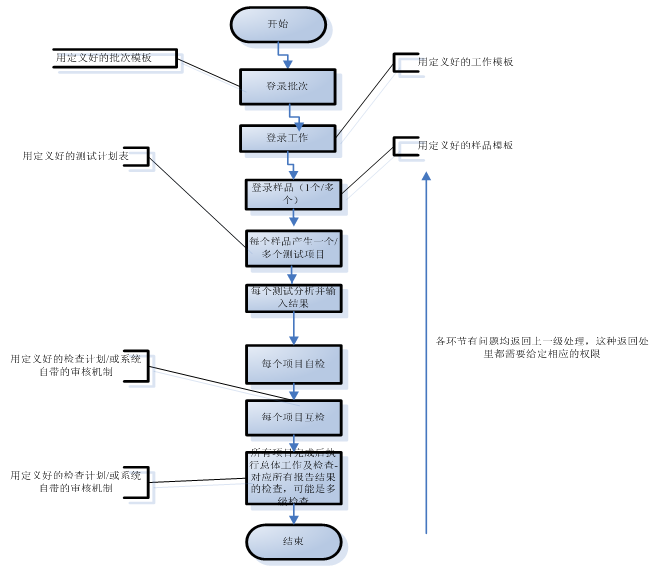 开始
用定义好的批次模板
登录批次
用定义好的工作模板
登录工作
用定义好的样品模板
用定义好的测试计划表
登录样品（1个/多
个）
每个样品产生一个/
多个测试项目
每个测试分析并输
入结果
各环节有问题均返回上一级处理，这种返回处
里都需要给定相应的权限
用定义好的检查计划/或系统
自带的审核机制
每个项目自检
每个项目互检
所有项目完成后执
行总体工作及检查-
对应所有报告结果
的检查，可能是多
级检查
用定义好的检查计划/或系统
自带的审核机制
结束